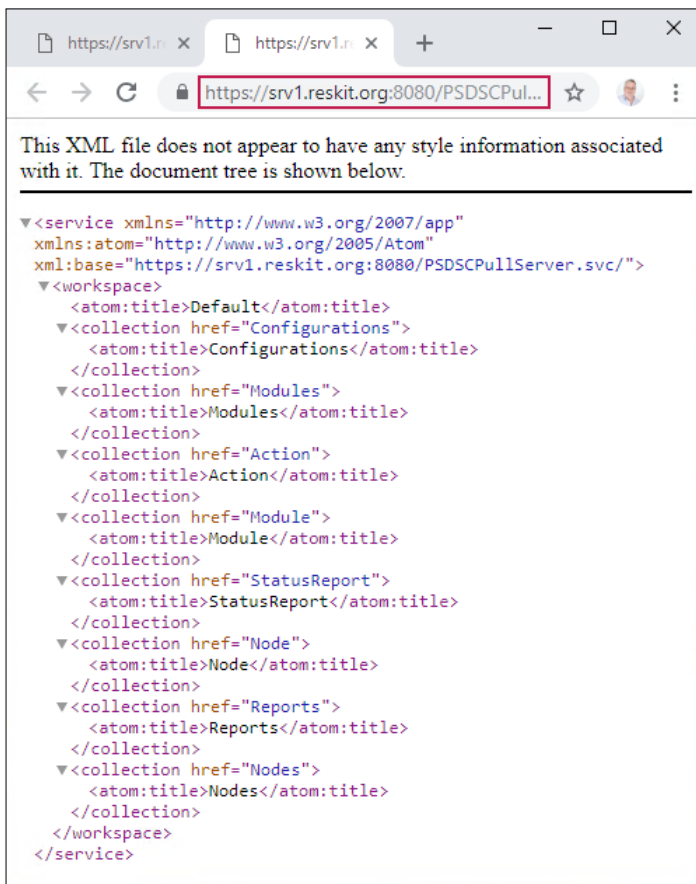 https://srv1.r
https://srv1.r
https://srv1.reskit.org:8080/PSDSCPul...
This XML file does not appear to have any style information associated
with it. The document tree is shown below.
▼<service xmlns="http://www.w3.org/2007/app"
xmlns:atom="http://www.w3.org/2005/Atom"
xml:base="https://srv1.reskit.org:8080/PSDSCPullServer.svc/">
▼<workspace>
<atom:title>Default</atom:title>
▼<collection href="Configurations">
<atom:title>Configurations</atom:title>
</collection>
▼<collection href="Modules">
<atom:title>Modules</atom:title>
</collection>
▼<collection href="Action">
<atom:title>Action</atom:title>
</collection>
▼<collection href="Module">
<atom:title>Module</atom:title>
</collection>
▼<collection href="StatusReport">
<atom:title>StatusReport</atom:title>
</collection>
▼<collection href="Node">
<atom:title>Node</atom:title>
</collection>
▼<collection href="Reports">
<atom:title>Reports</atom:title>
</collection>
▼<collection href="Nodes">
<atom:title>Nodes</atom:title>
</collection>
</workspace>
</service>